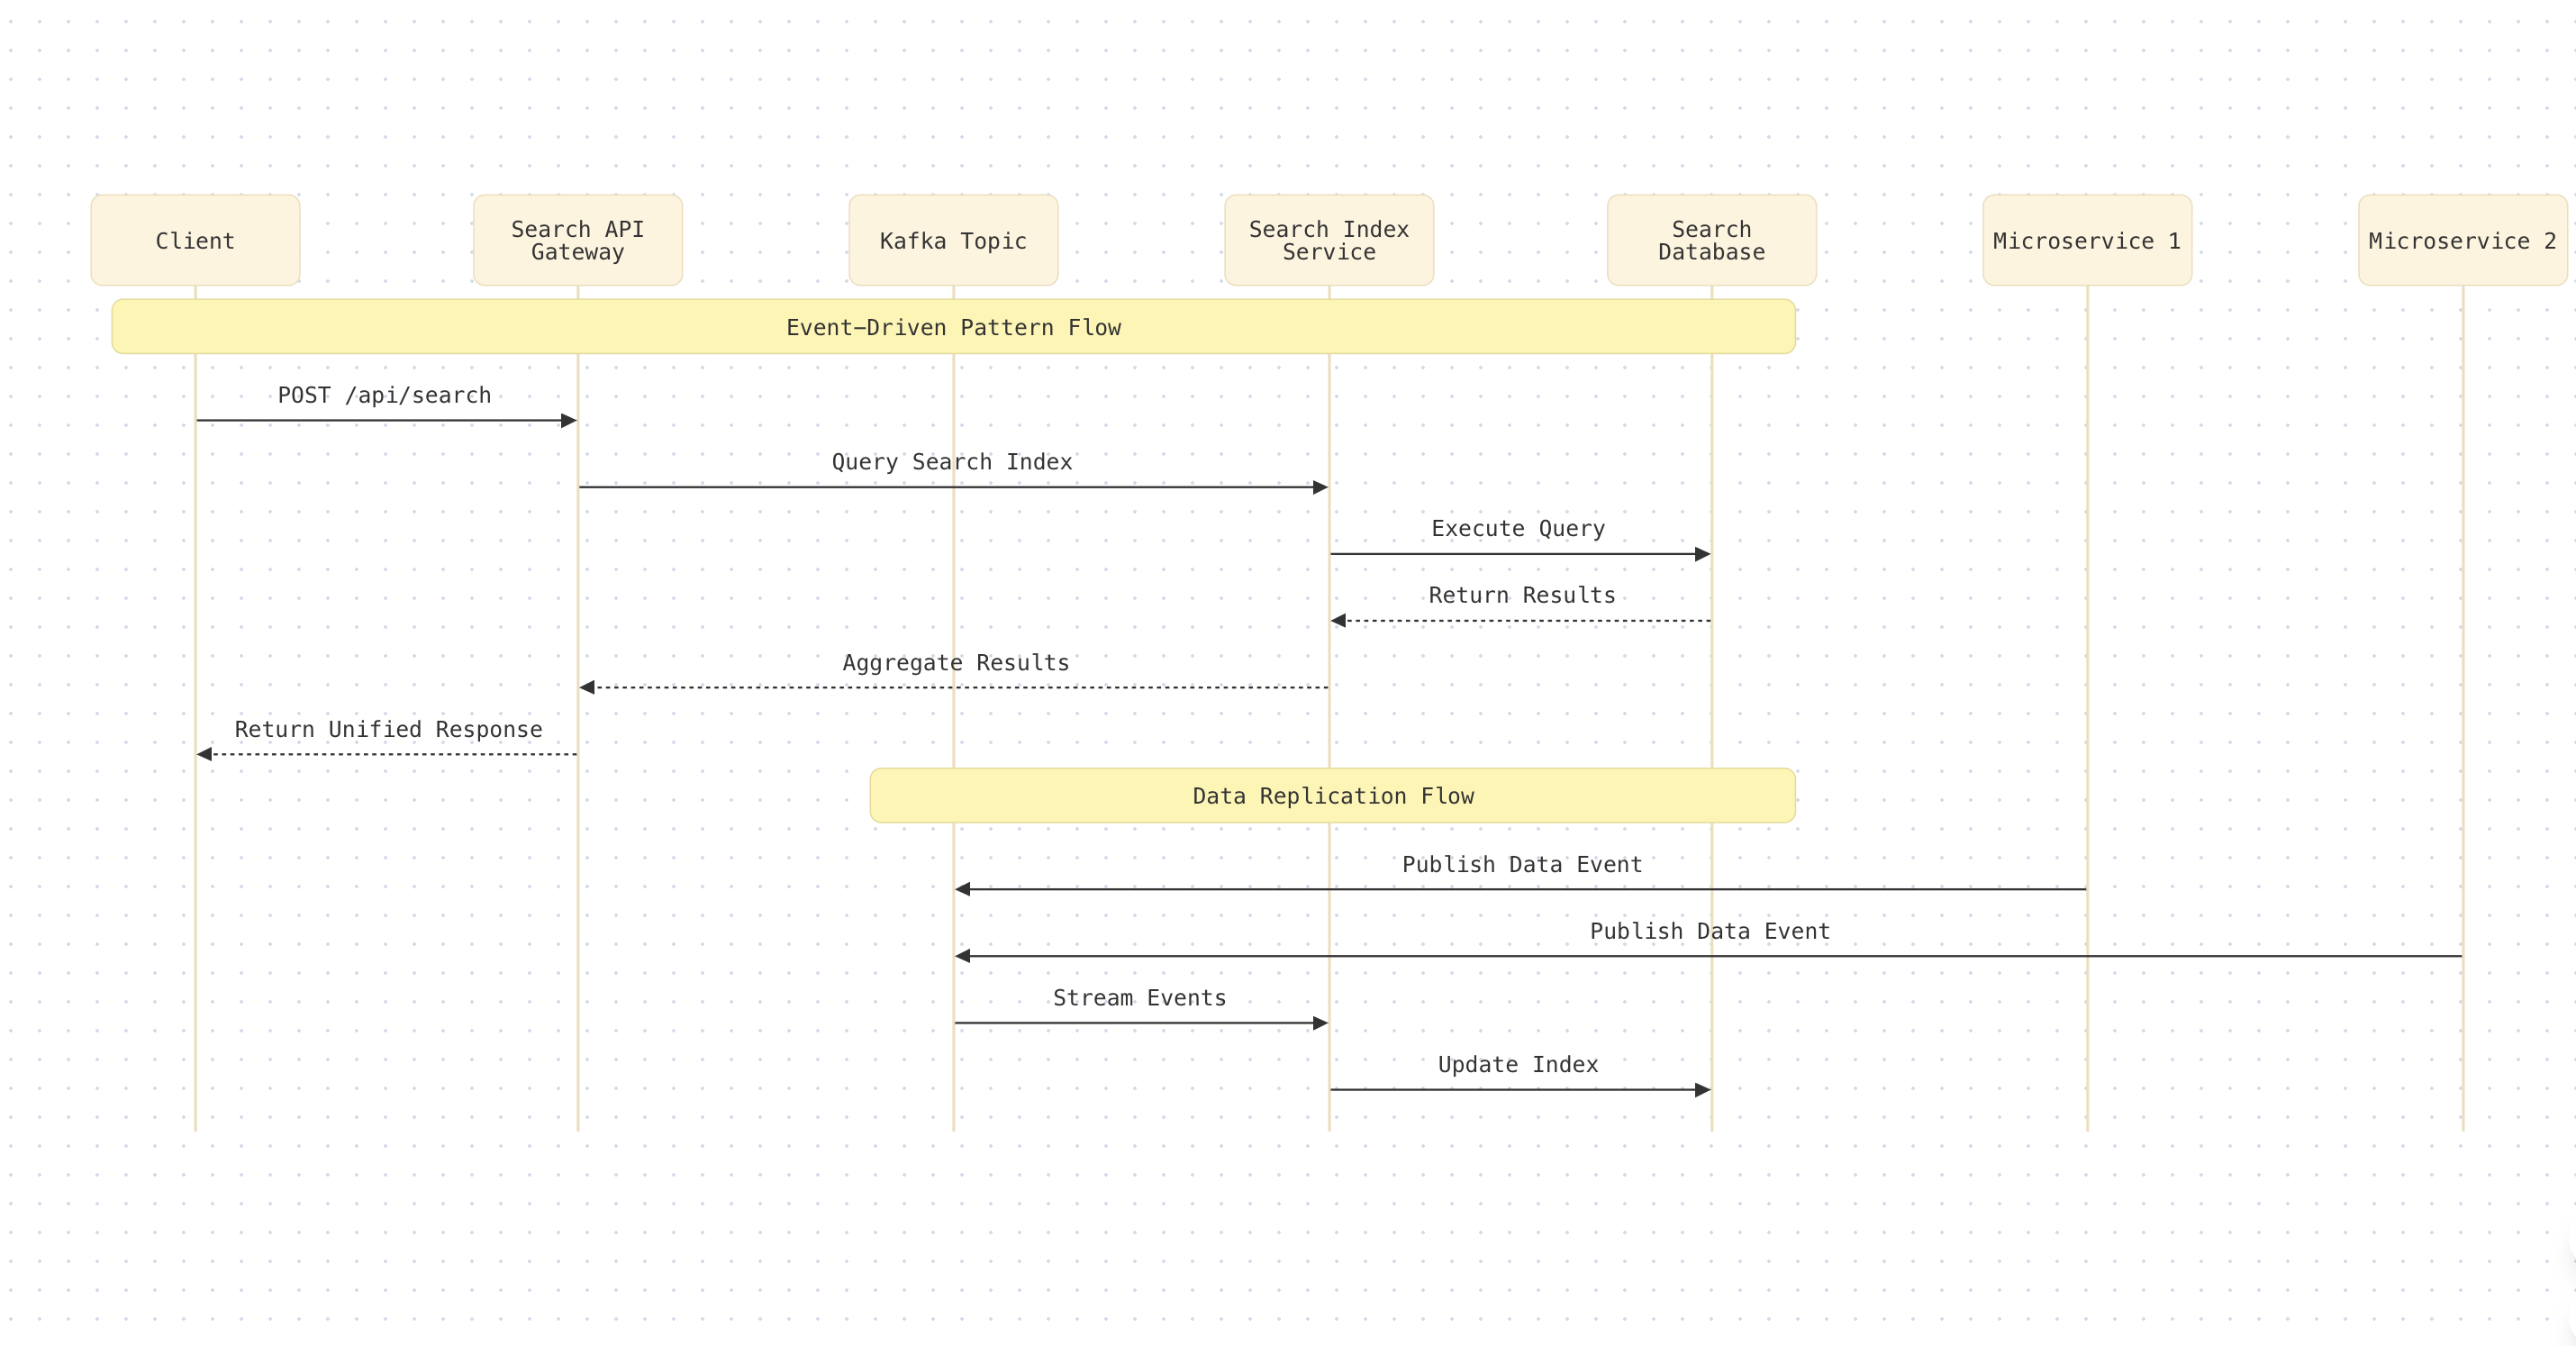 Client
Search API
Gateway
Kafka Topic
Search Index
Service
Search
Database
Microservice 1
Microservice 2
Event-Driven Pattern Flow
POST /api/search
Query Search Index
Execute Query
Return Results
Aggregate Results
Return Unified Response
Data Replication Flow
Publish Data Event
Publish Data Event
Stream Events
Update Index